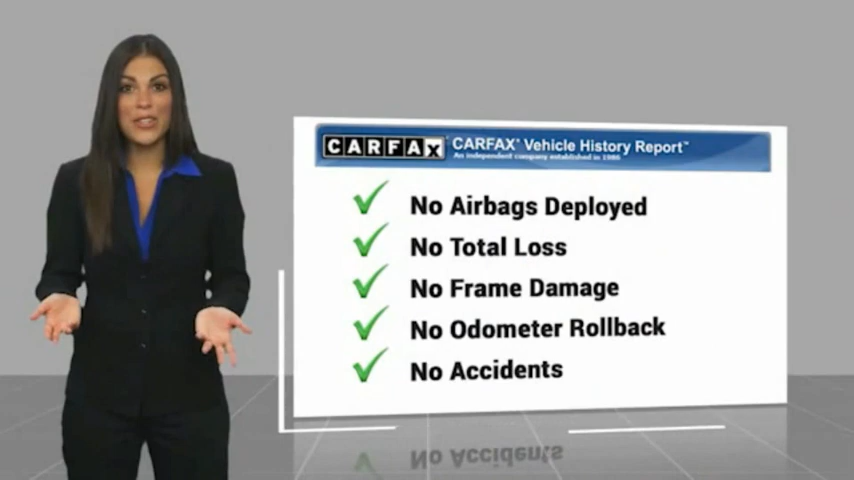 CARFAX CARFAX® Vehicle History Report™
An independent company established in 1986
No Airbags Deployed
No Total Loss
No Frame Damage
No Odometer Rollback
No Accidents
No Accidents